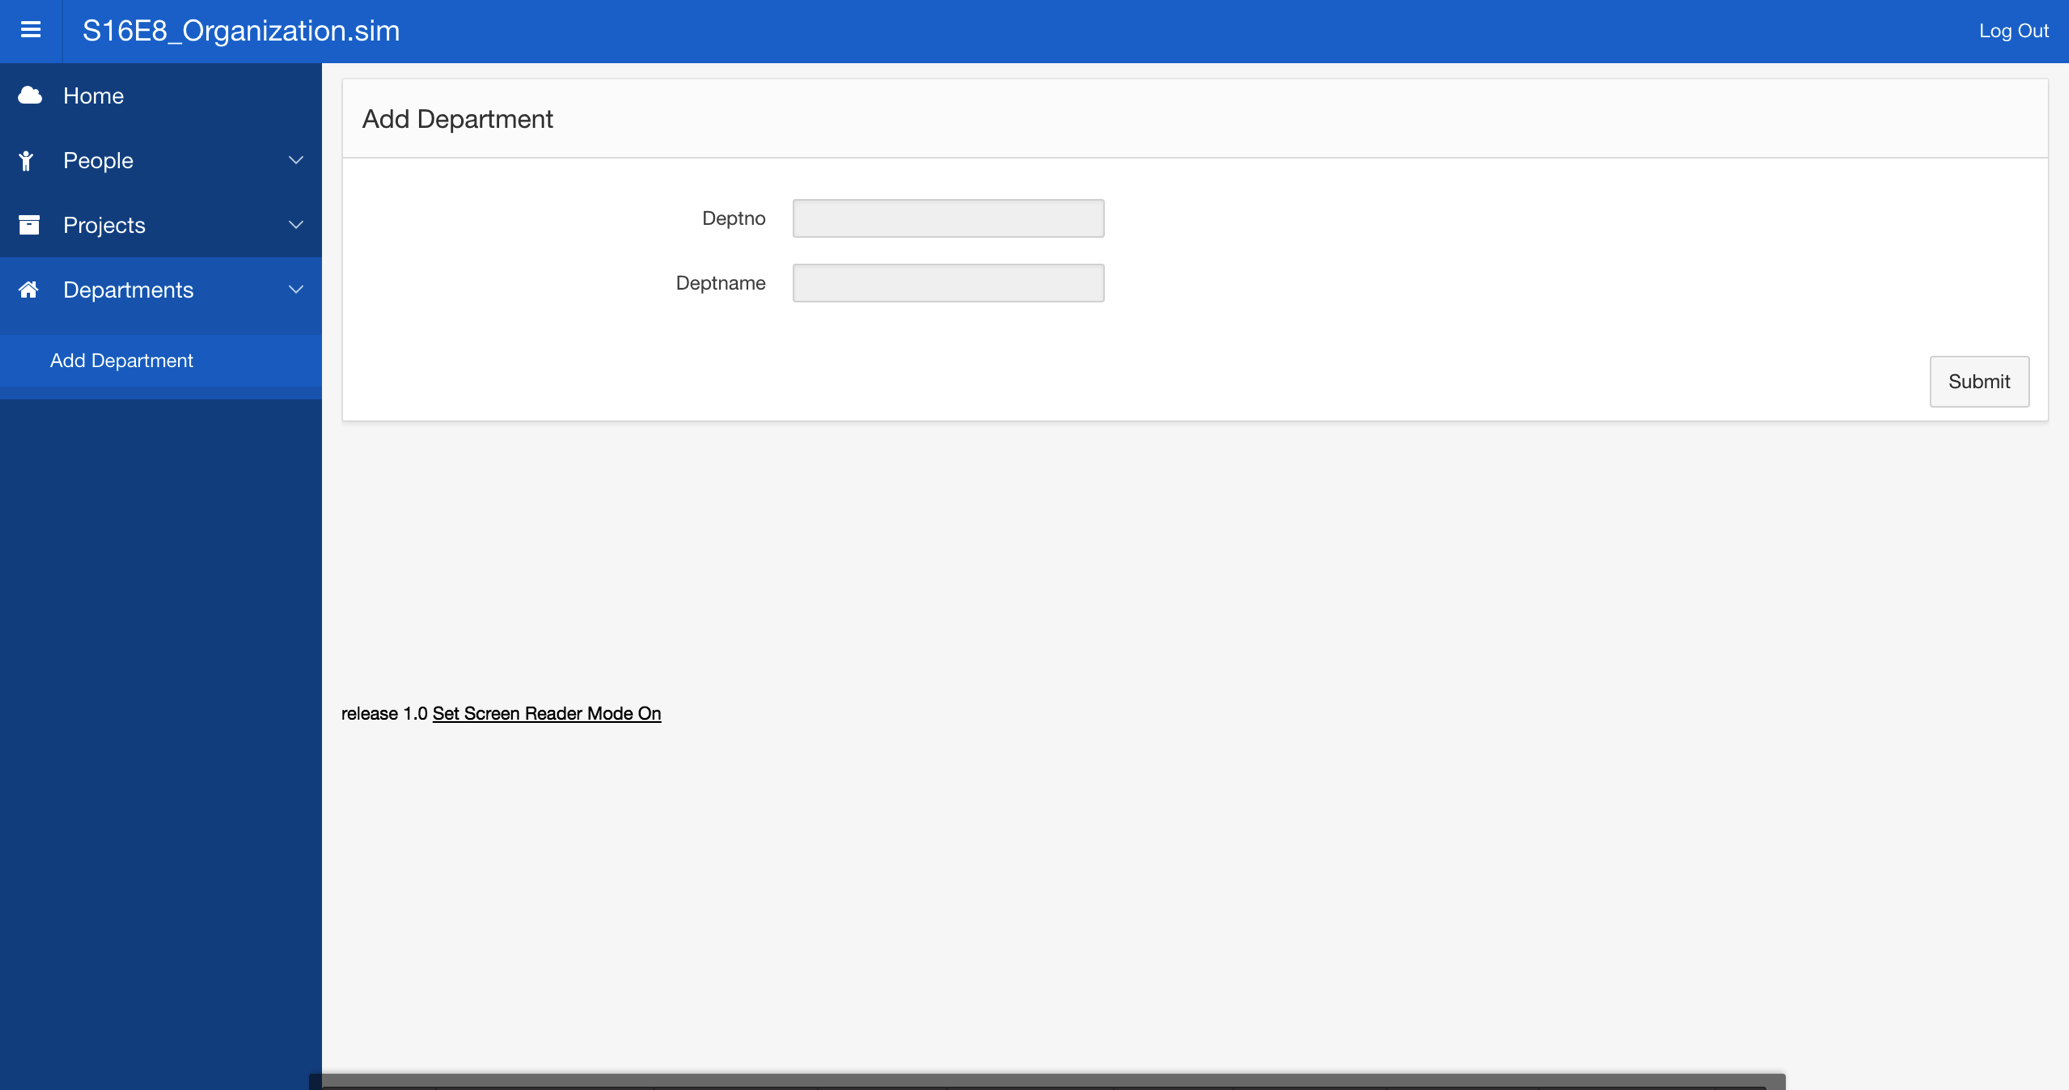 S16E8_Organization.sim
Log Out
Home
People
Projects
Departments
Add Department
Add Department
Deptno
Deptname
Submit
release 1.0 Set Screen Reader Mode On